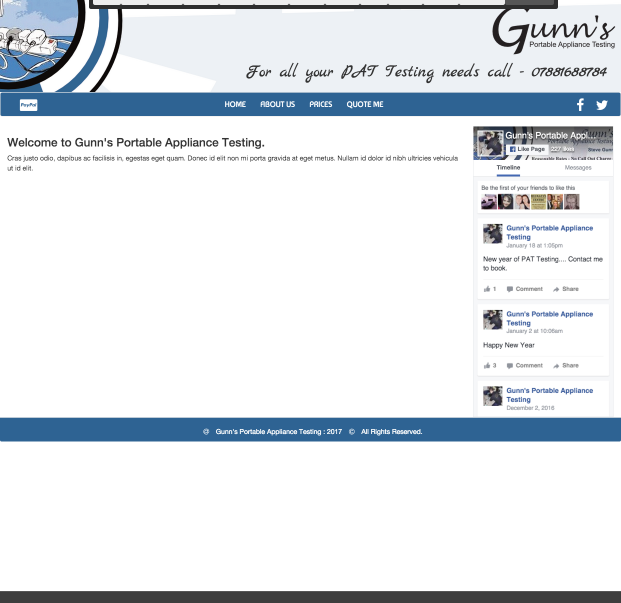 Gunn's
Portable Appliance Testing
For all your PAT Testing needs call - 07881688784
PayPal
HOME ABOUT US PRICES QUOTE ME
Welcome to Gunn's Portable Appliance Testing.
Cras justo odio, dapibus ac facilisis in, egestas eget quam. Donec id elit non mi porta gravida at eget metus. Nullam id dolor id nibh ultricies vehicula
ut id elit.
Gunn's Portable Appl
Like Page 227 likes
Steve Gunn
Timeline Messages
Be the first of your friends to like this
Gunn's Portable Appliance
Testing
January 18 at 1:05pm
New year of PAT Testing.... Contact me
to book.
1 Comment Share
Gunn's Portable Appliance
Testing
January 2 at 10:06am
Happy New Year
3 Comment Share
Gunn's Portable Appliance
Testing
December 2, 2016
@ Gunn's Portable Appliance Testing : 2017 © All Rights Reserved.